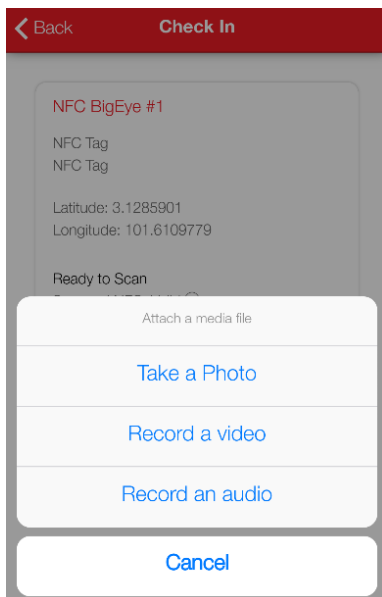 Back
Check In
NFC BigEye #1
NFC Tag
NFC Tag
Latitude: 3.1285901
Longitude: 101.6109779
Ready to Scan
Attach a media file
Take a Photo
Record a video
Record an audio
Cancel